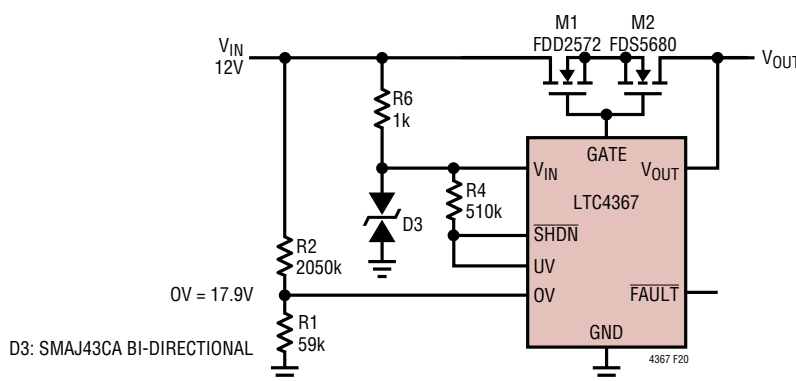 M1 M2
FDD2572 FDS5680
VIN
12V
VOUT
R6
1k
GATE
VIN
VOUT
R4
510k
LTC4367
D3
SHDN
R2
2050k
UV
OV = 17.9V
OV
FAULT
R1
59k
D3: SMAJ43CA BI-DIRECTIONAL
GND
4367 F20